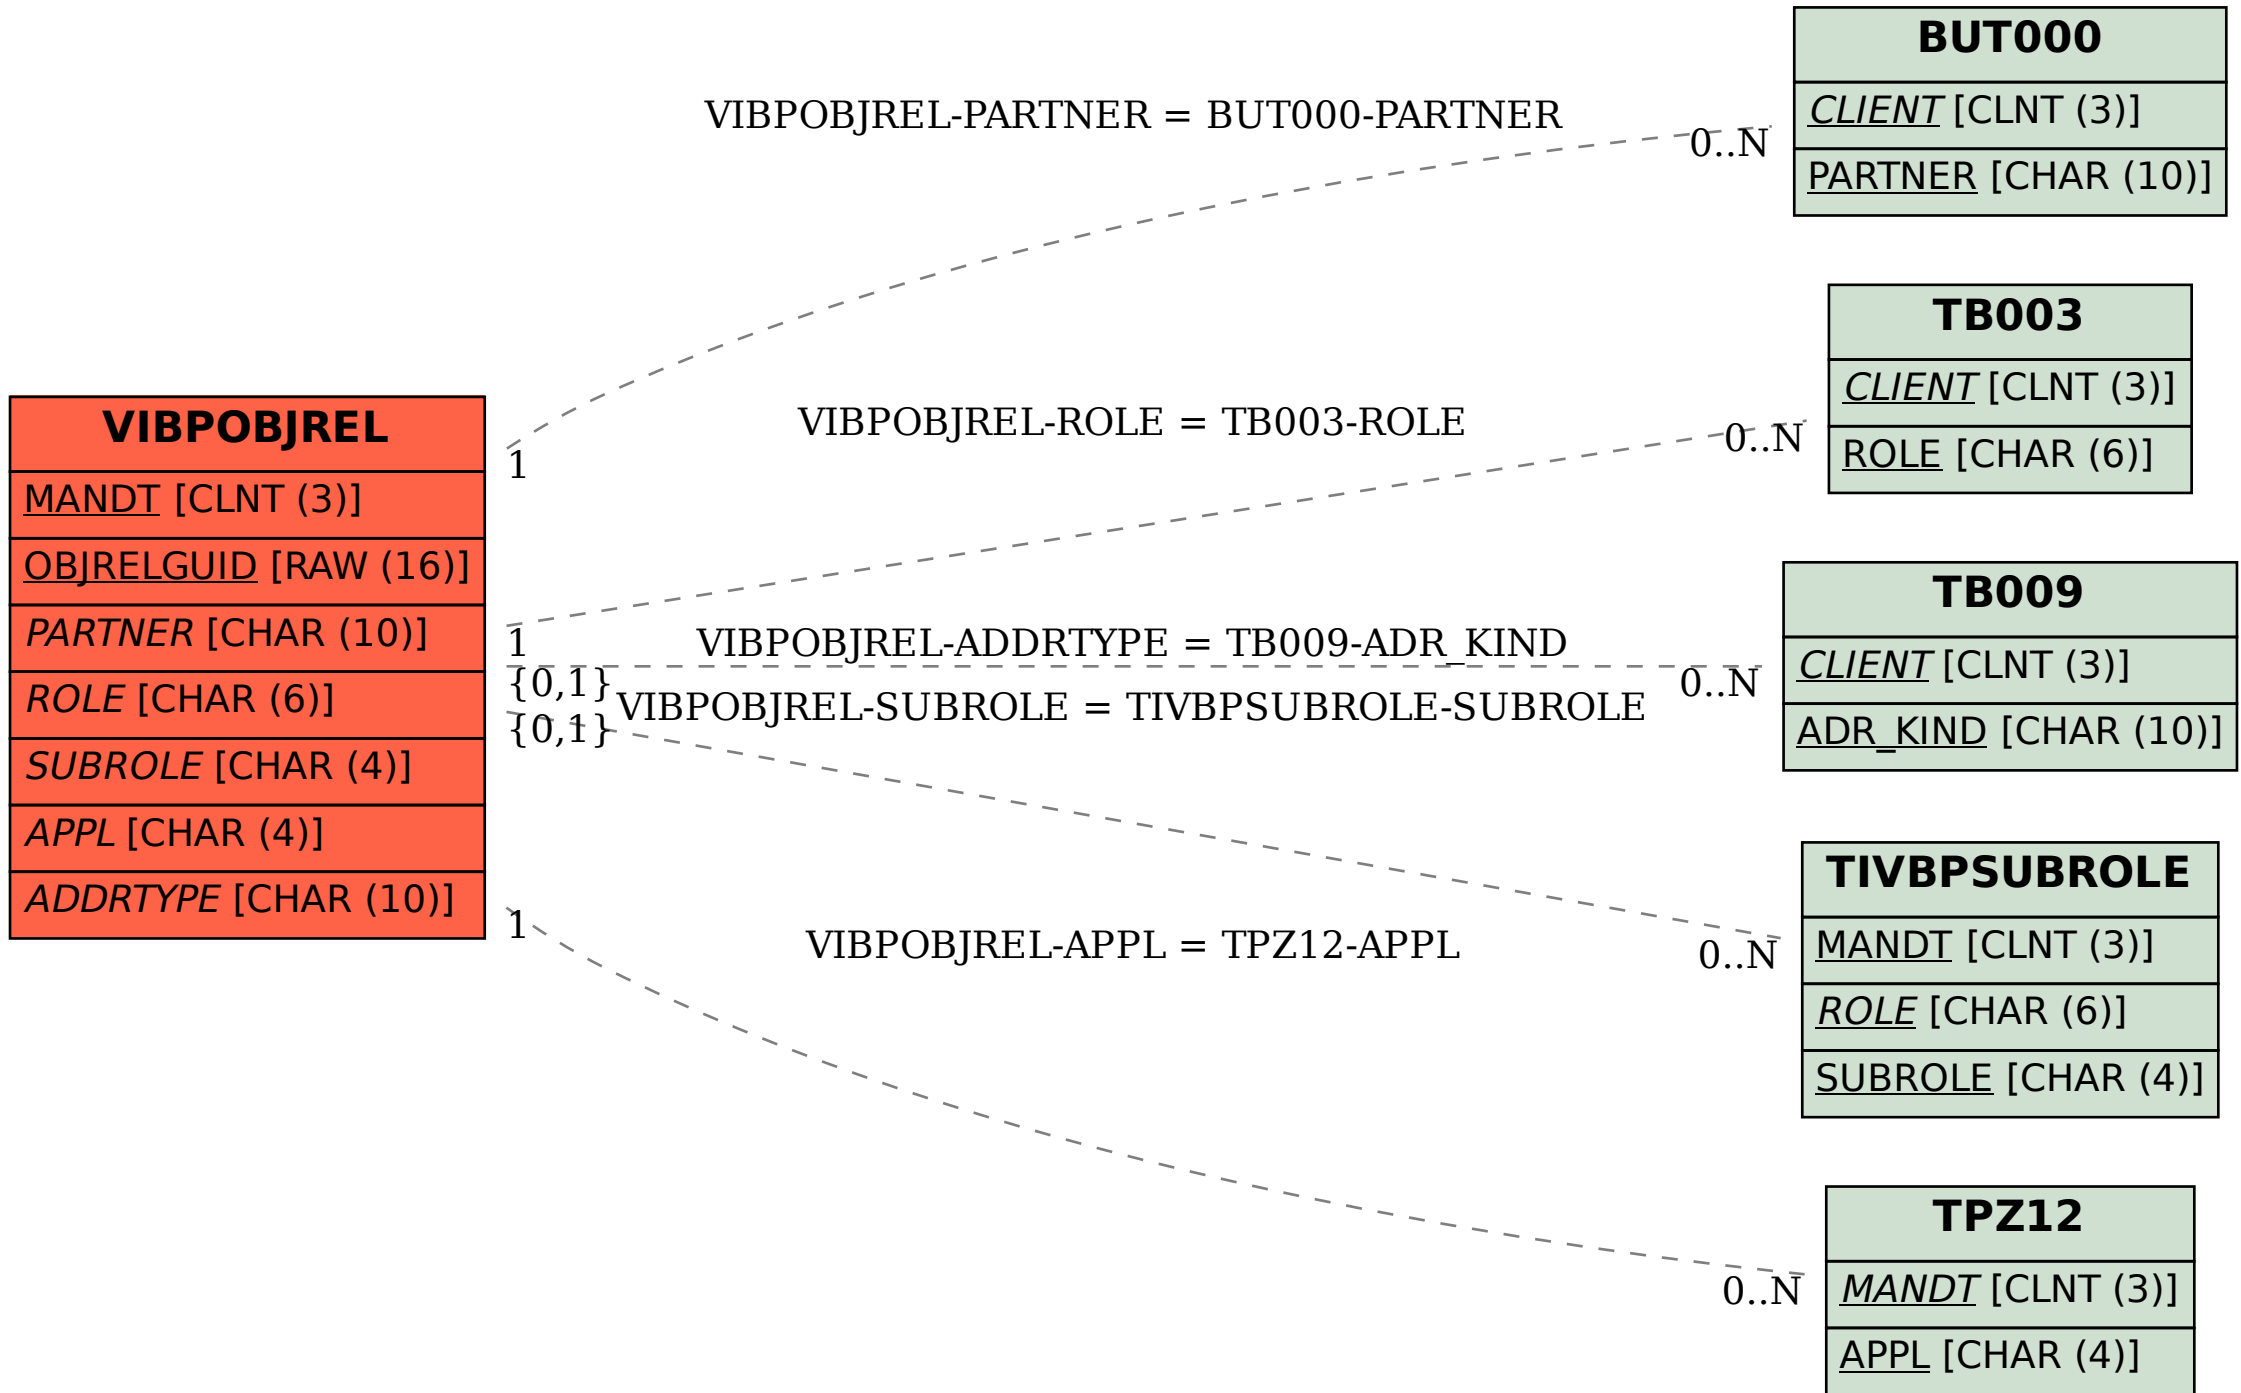 VIBPOBJREL
MANDT [CLNT (3)]
OBJRELGUID [RAW (16)]
PARTNER [CHAR (10)]
ROLE [CHAR (6)]
SUBROLE [CHAR (4)]
APPL [CHAR (4)]
ADDRTYPE [CHAR (10)]
VIBPOBJREL-PARTNER = BUT000-PARTNER
0..N
1
VIBPOBJREL-ROLE = TB003-ROLE
0..N
1
VIBPOBJREL-ADDRTYPE = TB009-ADR_KIND
{0,1}
0..N
VIBPOBJREL-SUBROLE = TIVBPSUBROLE-SUBROLE
{0,1}
0..N
VIBPOBJREL-APPL = TPZ12-APPL
1
0..N
BUT000
CLIENT [CLNT (3)]
PARTNER [CHAR (10)]
TB003
CLIENT [CLNT (3)]
ROLE [CHAR (6)]
TB009
CLIENT [CLNT (3)]
ADR_KIND [CHAR (10)]
TIVBPSUBROLE
MANDT [CLNT (3)]
ROLE [CHAR (6)]
SUBROLE [CHAR (4)]
TPZ12
MANDT [CLNT (3)]
APPL [CHAR (4)]